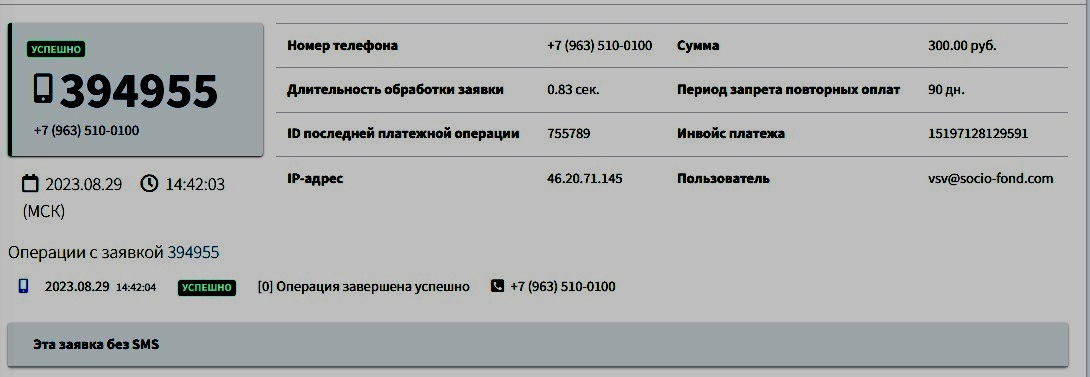 УСПЕШНО
394955
+7 (963) 510-0100
2023.08.29 14:42:03
(МСК)
Номер телефона +7 (963) 510-0100 Сумма 300.00 руб.
Длительность обработки заявки 0.83 сек. Период запрета повторных оплат 90 дн.
ID последней платежной операции 755789 Инвойс платежа 15197128129591
IP-адрес 46.20.71.145 Пользователь vsv@socio-fond.com
Операции с заявкой 394955
2023.08.29 14:42:04 УСПЕШНО [0] Операция завершена успешно +7 (963) 510-0100
Эта заявка без SMS